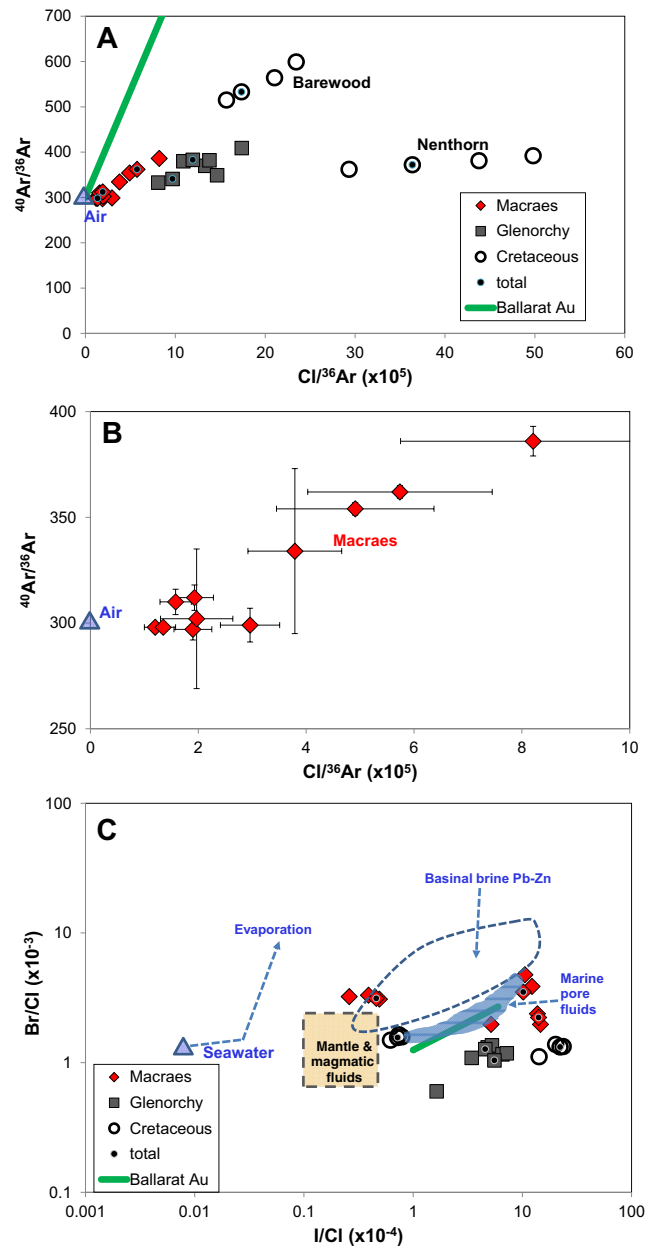 A
700
600
500
400
300
200
100
0
40Ar/36Ar
Barewood
Nenthorn
Air
Macraes
Glenorchy
Cretaceous
total
Ballarat Au
0 10 20 30 40 50 60
Cl/36Ar (x10⁵)
B
400
350
300
250
40Ar/36Ar
Macraes
Air
0 2 4 6 8 10
Cl/36Ar (x10⁵)
C
100
10
1
0.1
Br/Cl (x10⁻³)
Basinal brine Pb-Zn
Evaporation
Marine
pore
fluids
Seawater
Mantle &
magmatic
fluids
Macraes
Glenorchy
Cretaceous
total
Ballarat Au
0.001 0.01 0.1 1 10 100
I/Cl (x10⁻⁴)